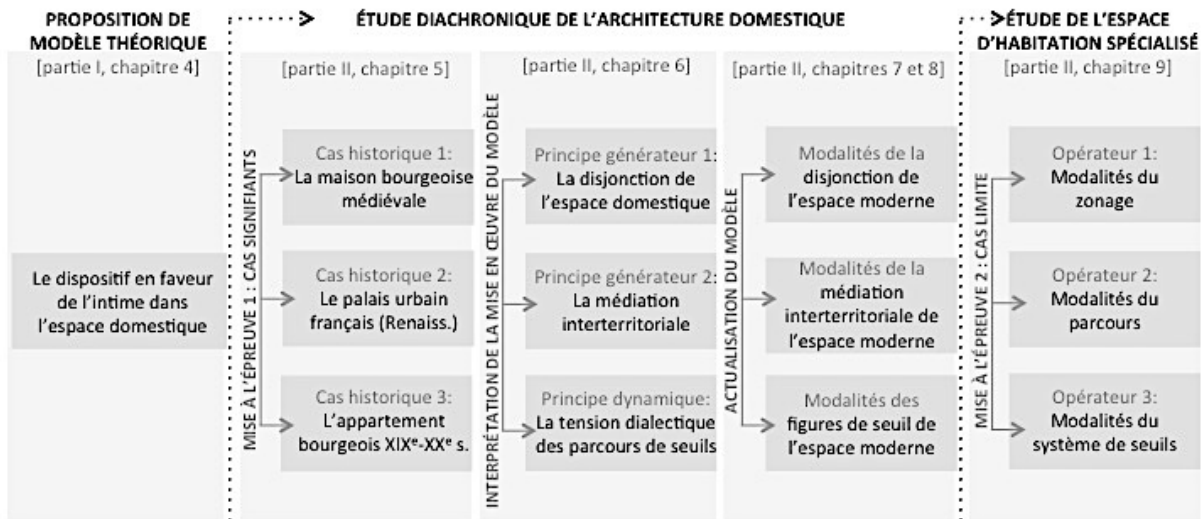 PROPOSITION DE
MODÈLE THÉORIQUE
[partie I, chapitre 4]
Le dispositif en faveur
de l'intime dans
l'espace domestique
ÉTUDE DIACHRONIQUE DE L'ARCHITECTURE DOMESTIQUE
MISE À L'ÉPREUVE 1 : CAS SIGNIFIANTS
[partie II, chapitre 5]
Cas historique 1:
La maison bourgeoise
médiévale
Cas historique 2:
Le palais urbain
français (Renaiss.)
Cas historique 3:
L'appartement
bourgeois XIXe-XXe s.
INTERPRÉTATION DE LA MISE EN ŒUVRE DU MODÈLE
[partie II, chapitre 6]
Principe générateur 1:
La disjonction de
l'espace domestique
Principe générateur 2:
La médiation
interterritoriale
Principe dynamique:
La tension dialectique
des parcours de seuils
ACTUALISATION DU MODÈLE
[partie II, chapitres 7 et 8]
Modalités de la
disjonction de
l'espace moderne
Modalités de la
médiation
interterritoriale de
l'espace moderne
Modalités des
figures de seuil de
l'espace moderne
ÉTUDE DE L'ESPACE
D'HABITATION SPÉCIALISÉ
MISE À L'ÉPREUVE 2 : CAS LIMITE
[partie II, chapitre 9]
Opérateur 1:
Modalités du
zonage
Opérateur 2:
Modalités du
parcours
Opérateur 3:
Modalités du
système de seuils